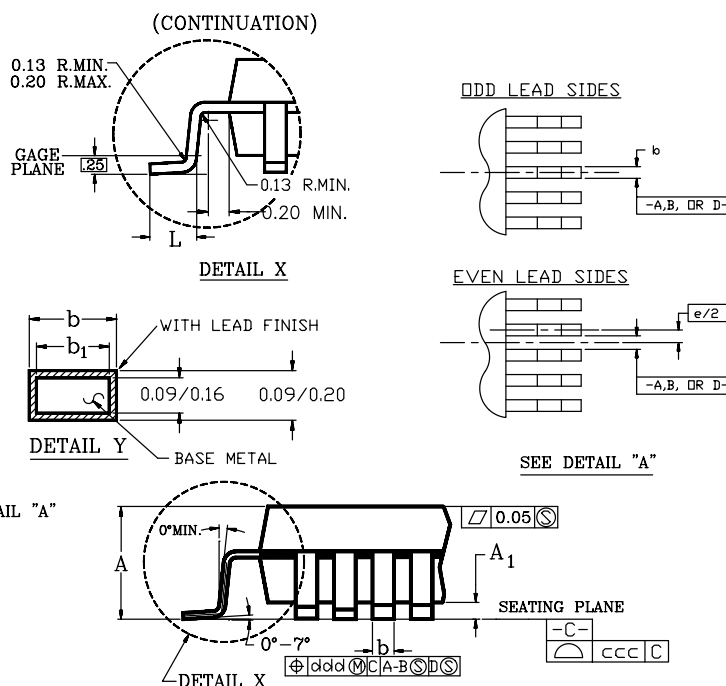 (CONTINUATION)
0.13 R.MIN.
0.20 R.MAX.
GAGE
PLANE
.25
0.13 R.MIN.
0.20 MIN.
L
DETAIL X
ODD LEAD SIDES
b
-A,B, OR D-
EVEN LEAD SIDES
e/2
-A,B, OR D-
SEE DETAIL "A"
b
b1
WITH LEAD FINISH
0.09/0.16
0.09/0.20
DETAIL Y
BASE METAL
AIL "A"
0°MIN.
A
0.05 Ⓢ
A1
SEATING PLANE
-C-
ccc C
0°-7°
b
⌖ ddd Ⓜ C A-B Ⓢ D Ⓢ
DETAIL X